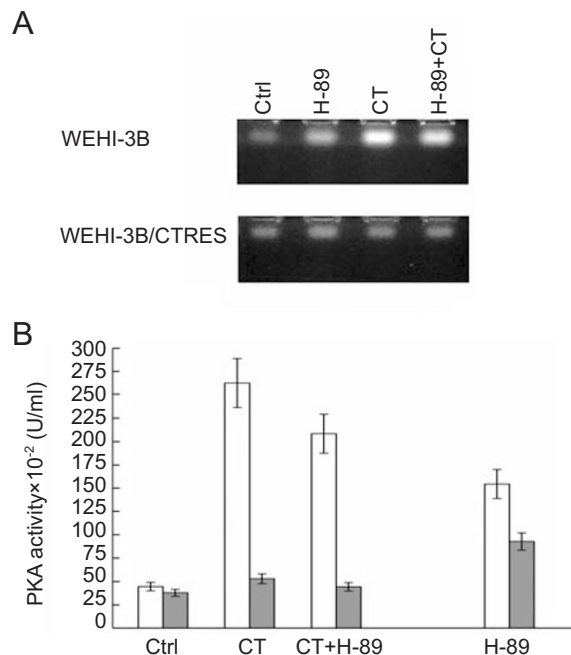 A
Ctrl
H-89
CT
H-89+CT
WEHI-3B
WEHI-3B/CTRES
B
PKA activity×10⁻² (U/ml)
300
275
250
225
200
175
150
125
100
75
50
25
0
Ctrl
CT
CT+H-89
H-89